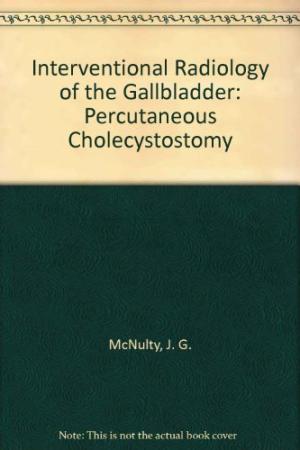 Interventional Radiology
of the Gallbladder:
Percutaneous
Cholecystostomy
McNulty, J. G.
Note: This is not the actual book cover